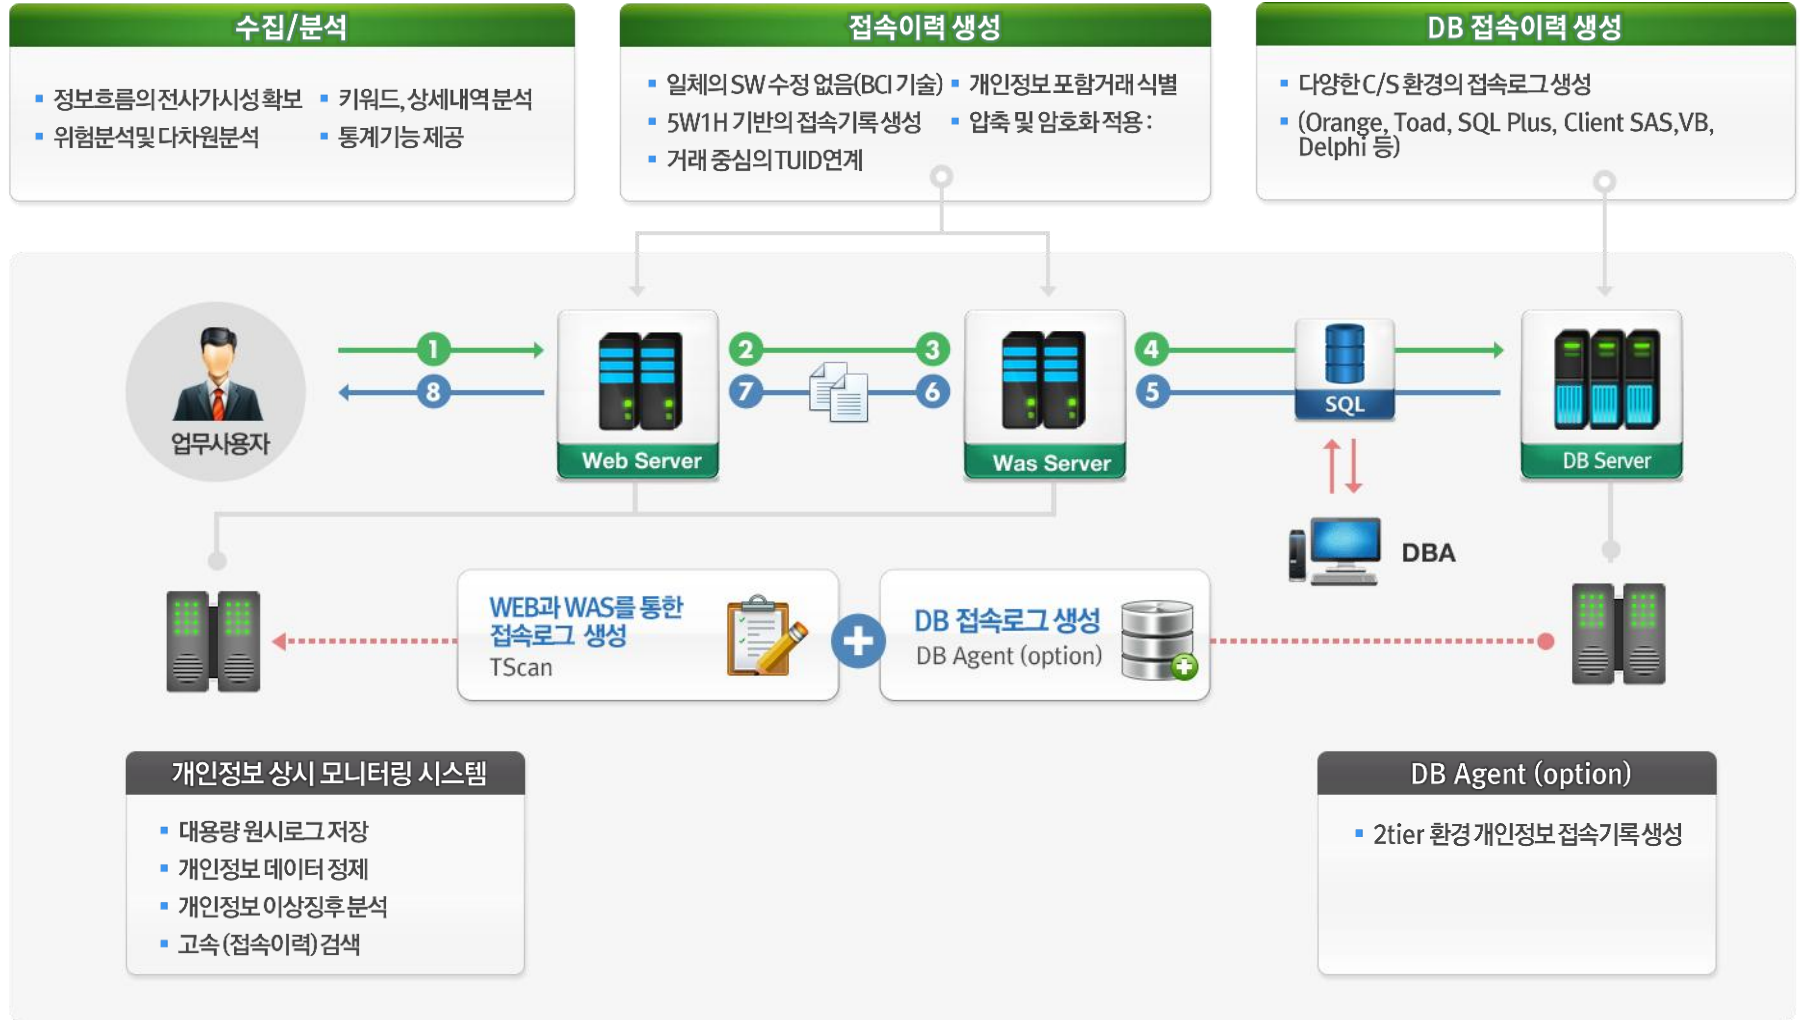 수집/분석
정보흐름의 전사가시성 확보
키워드, 상세내역 분석
위험분석 및 다차원분석
통계기능 제공
접속이력 생성
일체의 SW 수정 없음(BCI 기술)
개인정보 포함거래 식별
5W1H 기반의 접속기록 생성
압축 및 암호화 적용 :
거래 중심의 TUID연계
DB 접속이력 생성
다양한 C/S 환경의 접속로그 생성
(Orange, Toad, SQL Plus, Client SAS,VB,
Delphi 등)
1
2
3
4
8
7
6
5
업무사용자
Web Server
Was Server
SQL
DB Server
DBA
WEB과 WAS를 통한
접속로그 생성
TScan
DB 접속로그 생성
DB Agent (option)
개인정보 상시 모니터링 시스템
대용량 원시로그 저장
개인정보 데이터 정제
개인정보 이상징후 분석
고속 (접속이력) 검색
DB Agent (option)
2tier 환경 개인정보 접속기록 생성